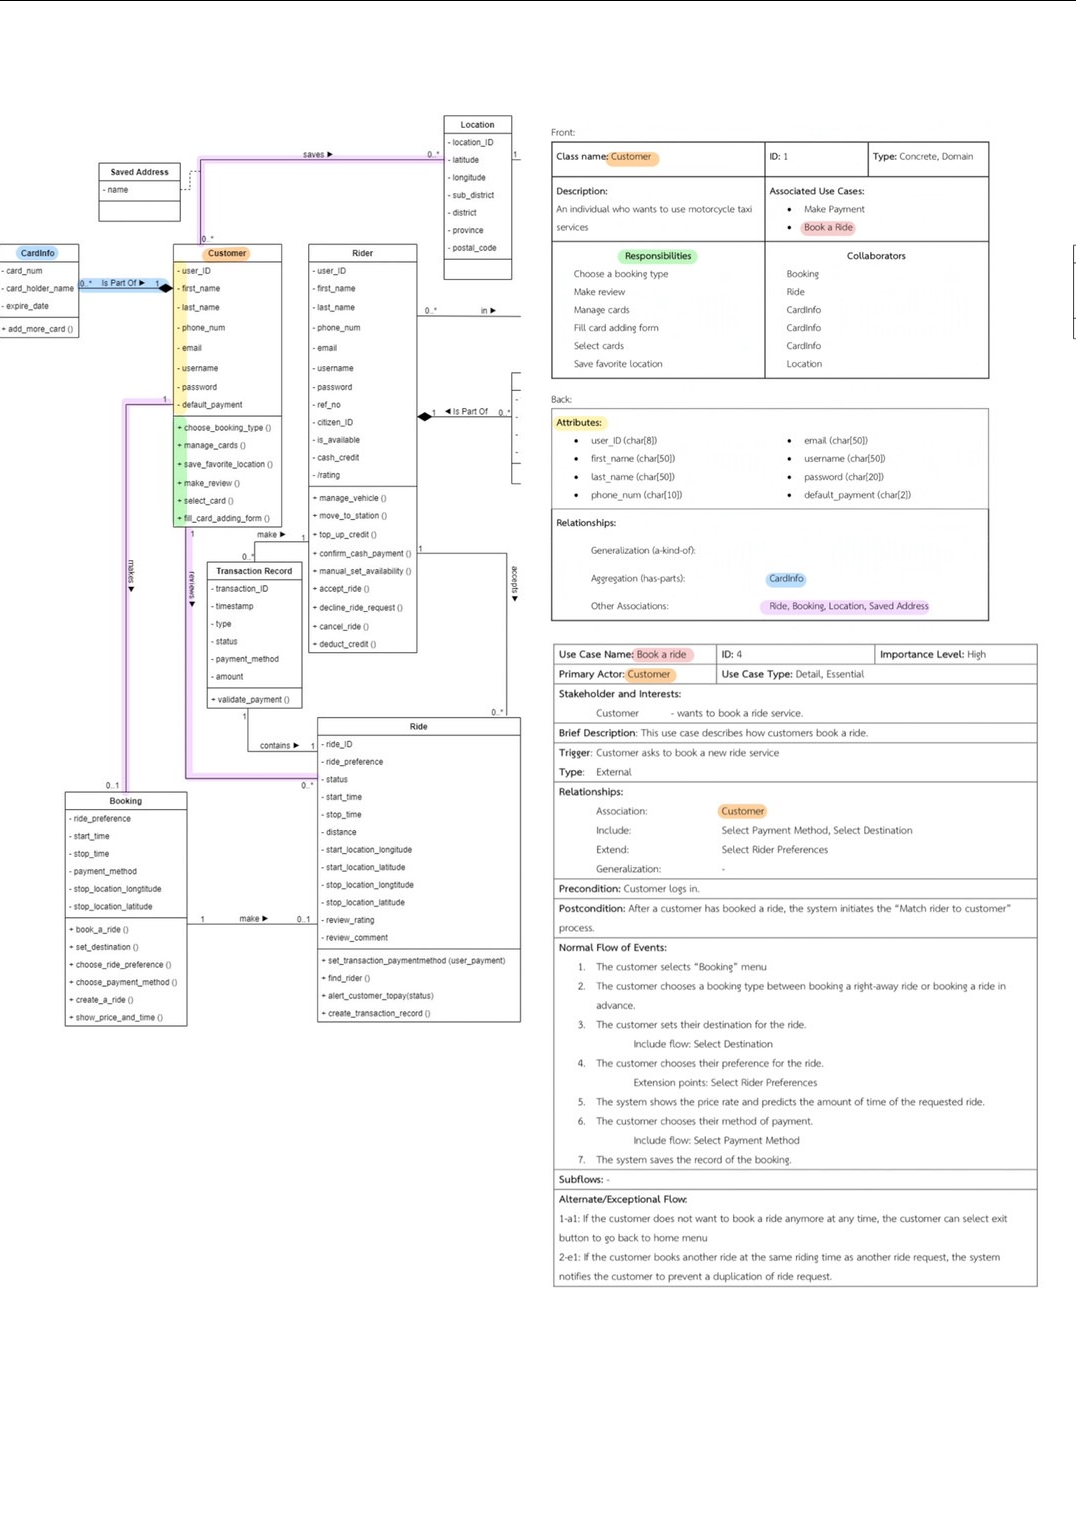 Location
- location_ID
- latitude
- longitude
- sub_district
- district
- province
- postal_code
saves ►
0..*
1
Saved Address
- name
0..*
CardInfo
- card_num
- card_holder_name
- expire_date
+ add_more_card ()
0..* Is Part Of ► 1
Customer
- user_ID
- first_name
- last_name
- phone_num
- email
- username
- password
- default_payment
+ choose_booking_type ()
+ manage_cards ()
+ save_favorite_location ()
+ make_review ()
+ select_card ()
+ fill_card_adding_form ()
Rider
- user_ID
- first_name
- last_name
- phone_num
- email
- username
- password
- ref_no
- citizen_ID
- is_available
- cash_credit
- /rating
+ manage_vehicle ()
+ move_to_station ()
+ top_up_credit ()
+ confirm_cash_payment ()
+ manual_set_availability ()
+ accept_ride ()
+ decline_ride_request ()
+ cancel_ride ()
+ deduct_credit ()
0..* in ►
1 ◄ Is Part Of 0..*
1
1
make ►
1
0..*
1
makes ►
reviews ►
accepts ►
Transaction Record
- transaction_ID
- timestamp
- type
- status
- payment_method
- amount
+ validate_payment ()
1
contains ► 1
0..*
0..*
0..1
Ride
- ride_ID
- ride_preference
- status
- start_time
- stop_time
- distance
- start_location_longitude
- start_location_latitude
- stop_location_longtitude
- stop_location_latitude
- review_rating
- review_comment
+ set_transaction_paymentmethod (user_payment)
+ find_rider ()
+ alert_customer_topay(status)
+ create_transaction_record ()
Booking
- ride_preference
- start_time
- stop_time
- payment_method
- stop_location_longtitude
- stop_location_latitude
+ book_a_ride ()
+ set_destination ()
+ choose_ride_preference ()
+ choose_payment_method ()
+ create_a_ride ()
+ show_price_and_time ()
1 make ► 0..1
Front:
Class name: Customer ID: 1 Type: Concrete, Domain
Description:
An individual who wants to use motorcycle taxi
services
Associated Use Cases:
• Make Payment
• Book a Ride
Responsibilities Collaborators
Choose a booking type Booking
Make review Ride
Manage cards CardInfo
Fill card adding form CardInfo
Select cards CardInfo
Save favorite location Location
Back:
Attributes:
• user_ID (char[8]) • email (char[50])
• first_name (char[50]) • username (char[50])
• last_name (char[50]) • password (char[20])
• phone_num (char[10]) • default_payment (char[2])
Relationships:
Generalization (a-kind-of):
Aggregation (has-parts): CardInfo
Other Associations: Ride, Booking, Location, Saved Address
Use Case Name: Book a ride ID: 4 Importance Level: High
Primary Actor: Customer Use Case Type: Detail, Essential
Stakeholder and Interests:
Customer - wants to book a ride service.
Brief Description: This use case describes how customers book a ride.
Trigger: Customer asks to book a new ride service
Type: External
Relationships:
Association: Customer
Include: Select Payment Method, Select Destination
Extend: Select Rider Preferences
Generalization: -
Precondition: Customer logs in.
Postcondition: After a customer has booked a ride, the system initiates the “Match rider to customer”
process.
Normal Flow of Events:
1. The customer selects “Booking” menu
2. The customer chooses a booking type between booking a right-away ride or booking a ride in
advance.
3. The customer sets their destination for the ride.
Include flow: Select Destination
4. The customer chooses their preference for the ride.
Extension points: Select Rider Preferences
5. The system shows the price rate and predicts the amount of time of the requested ride.
6. The customer chooses their method of payment.
Include flow: Select Payment Method
7. The system saves the record of the booking.
Subflows: -
Alternate/Exceptional Flow:
1-a1: If the customer does not want to book a ride anymore at any time, the customer can select exit
button to go back to home menu
2-e1: If the customer books another ride at the same riding time as another ride request, the system
notifies the customer to prevent a duplication of ride request.